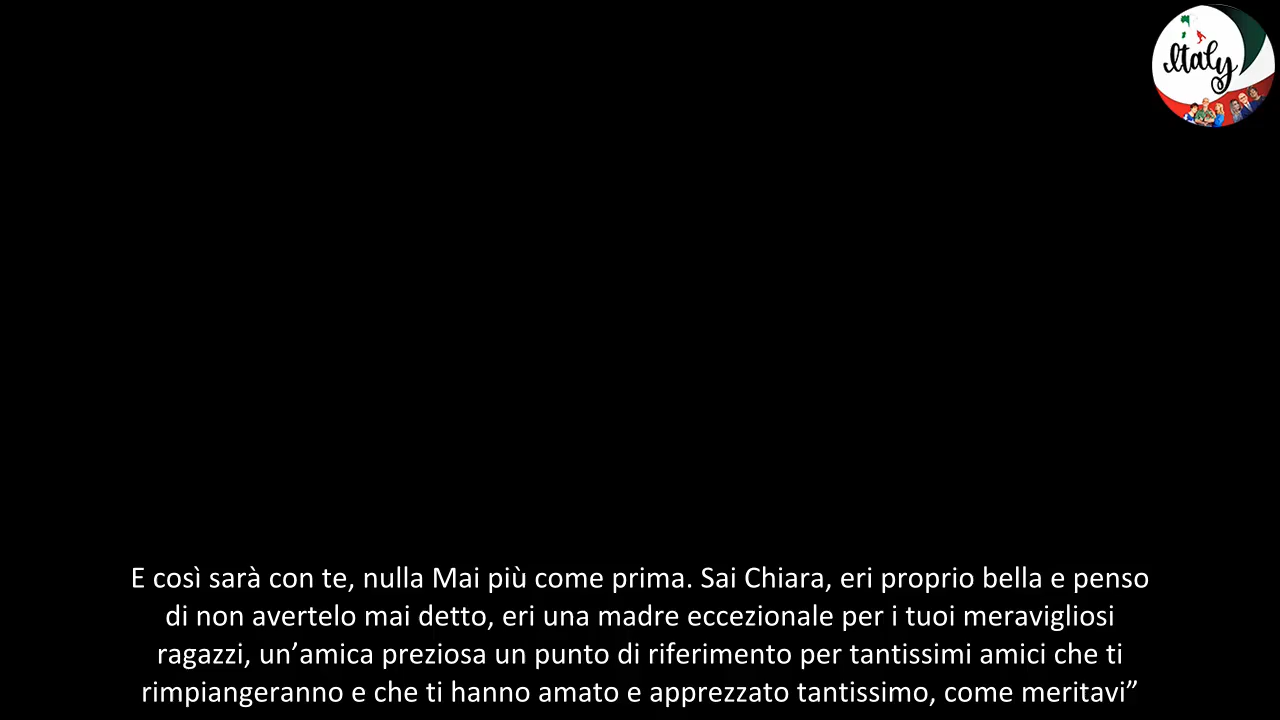 Italy
E così sarà con te, nulla Mai più come prima. Sai Chiara, eri proprio bella e penso
di non avertelo mai detto, eri una madre eccezionale per i tuoi meravigliosi
ragazzi, un’amica preziosa un punto di riferimento per tantissimi amici che ti
rimpiangeranno e che ti hanno amato e apprezzato tantissimo, come meritavi”